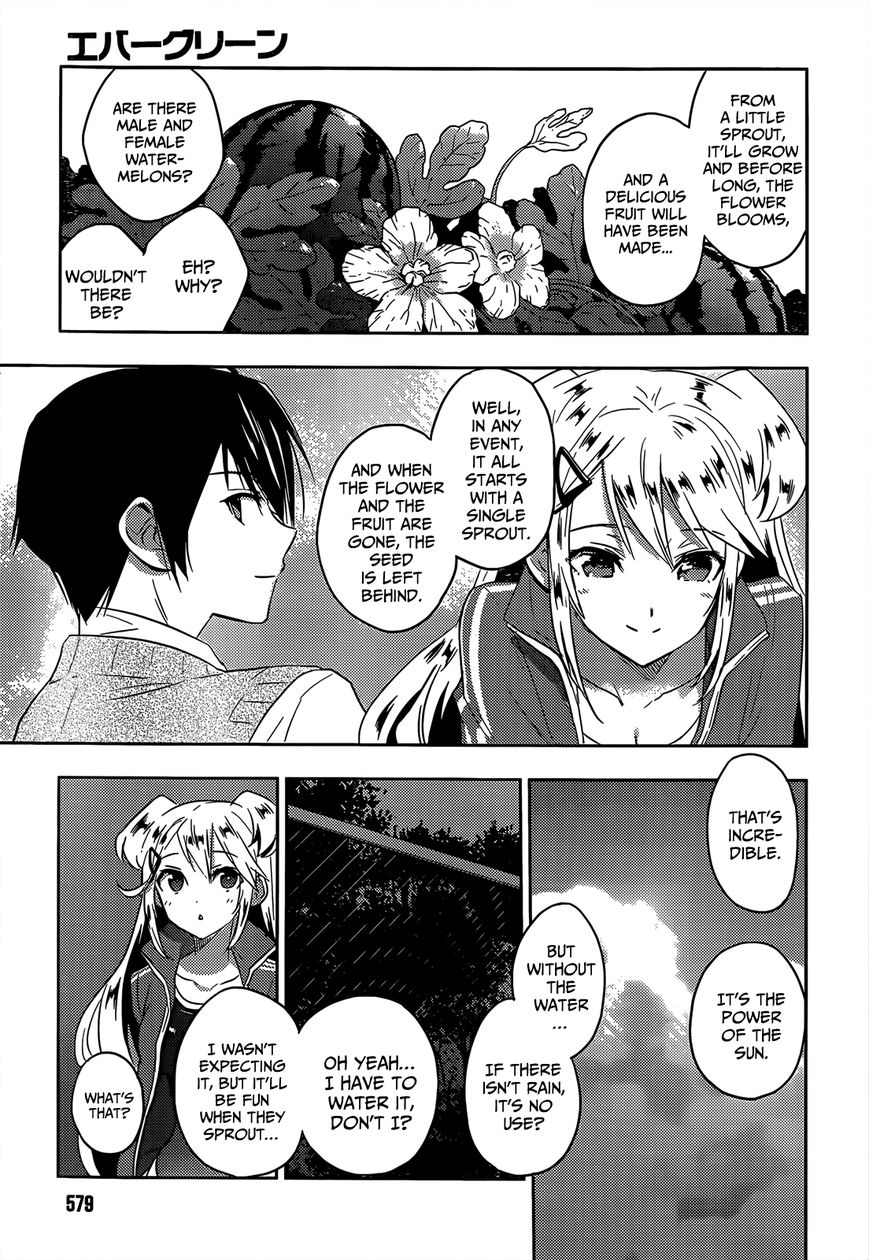 エバーグリーン
FROM
A LITTLE
SPROUT,
IT'LL GROW
AND BEFORE
LONG, THE
FLOWER
BLOOMS,
AND A
DELICIOUS
FRUIT WILL
HAVE BEEN
MADE...
ARE THERE
MALE AND
FEMALE
WATER-
MELONS?
EH?
WHY?
WOULDN'T
THERE
BE?
WELL,
IN ANY
EVENT,
IT ALL
STARTS
WITH A
SINGLE
SPROUT.
AND WHEN
THE FLOWER
AND THE
FRUIT ARE
GONE, THE
SEED
IS LEFT
BEHIND.
THAT'S
INCRE-
DIBLE.
IT'S THE
POWER
OF THE
SUN.
BUT
WITHOUT
THE
WATER
...
IF THERE
ISN'T RAIN,
IT'S NO
USE?
OH YEAH...
I HAVE TO
WATER IT,
DON'T I?
I WASN'T
EXPECTING
IT, BUT IT'LL
BE FUN
WHEN THEY
SPROUT...
WHAT'S
THAT?
579